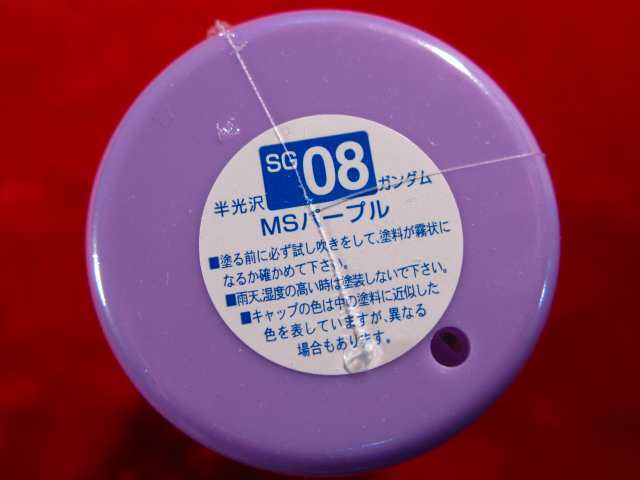 SG 08
半光沢 ガンダム
MSパープル
■塗る前に必ず試し吹きをして、塗料が霧状に
なるか確かめて下さい。
■雨天、湿度の高い時は塗装しないで下さい。
■キャップの色は中の塗料に近似した
色を表していますが、異なる
場合もあります。